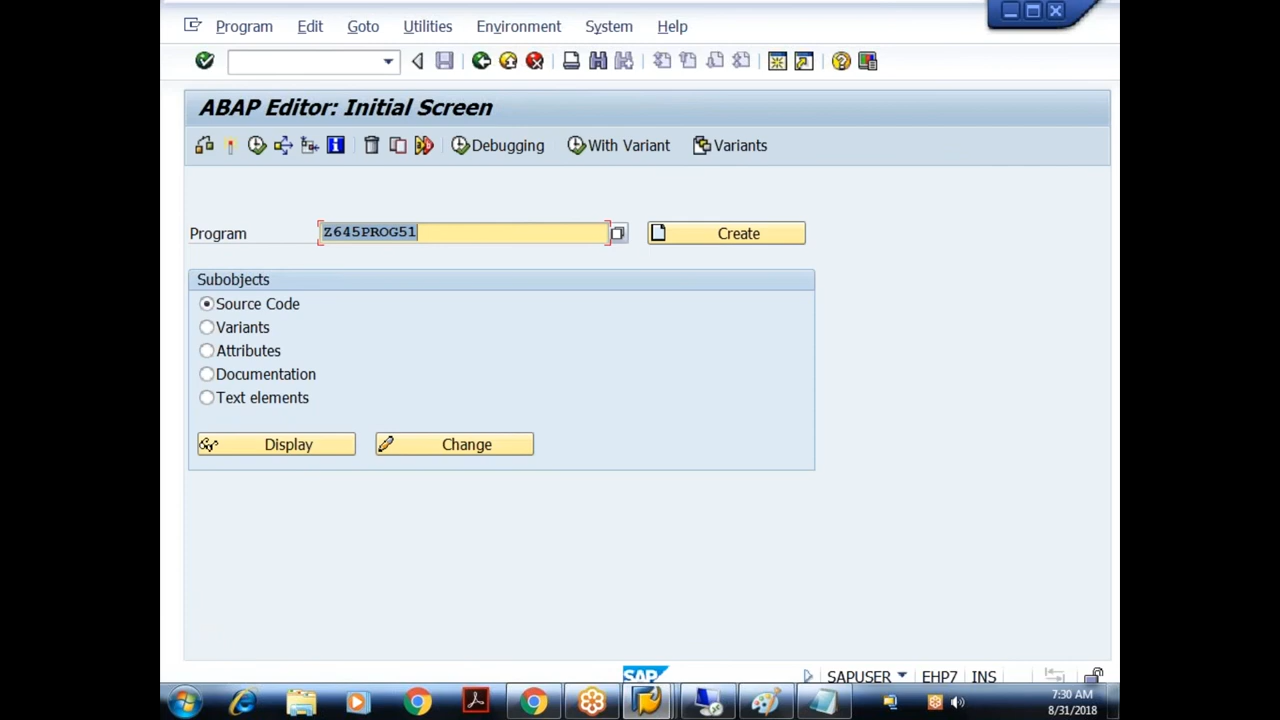 Program Edit Goto Utilities Environment System Help
ABAP Editor: Initial Screen
Debugging With Variant Variants
Program Z645PROG51 Create
Subobjects
Source Code
Variants
Attributes
Documentation
Text elements
Display Change
SAP SAPUSER EHP7 INS
7:30 AM
8/31/2018